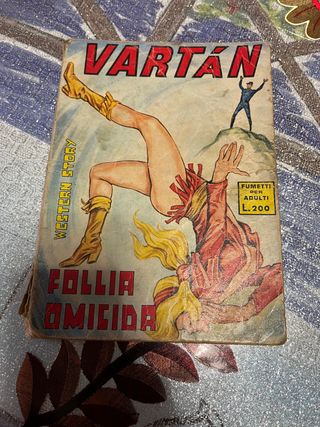 VARTÁN
WESTERN STORY
FUMETTI
PER
ADULTI
L.200
FOLLIA
OMICIDA